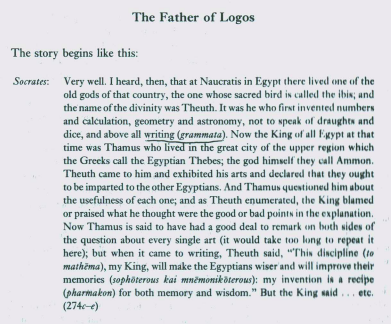 The Father of Logos
The story begins like this:
Socrates: Very well. I heard, then, that at Naucratis in Egypt there lived one of the
old gods of that country, the one whose sacred bird is called the ibis; and
the name of the divinity was Theuth. It was he who first invented numbers
and calculation, geometry and astronomy, not to speak of draughts and
dice, and above all writing (grammata). Now the King of all Egypt at that
time was Thamus who lived in the great city of the upper region which
the Greeks call the Egyptian Thebes; the god himself they call Ammon.
Theuth came to him and exhibited his arts and declared that they ought
to be imparted to the other Egyptians. And Thamus questioned him about
the usefulness of each one; and as Theuth enumerated, the King blamed
or praised what he thought were the good or bad points in the explanation.
Now Thamus is said to have had a good deal to remark on both sides of
the question about every single art (it would take too long to repeat it
here); but when it came to writing, Theuth said, “This discipline (to
mathēma), my King, will make the Egyptians wiser and will improve their
memories (sophōterous kai mnēmonikōterous): my invention is a recipe
(pharmakon) for both memory and wisdom.” But the King said . . . etc.
(274c–e)